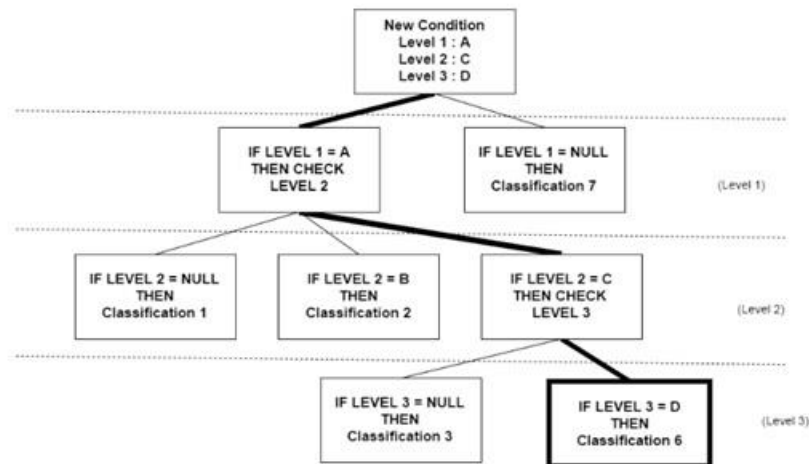 New Condition
Level 1 : A
Level 2 : C
Level 3 : D
IF LEVEL 1 = A
THEN CHECK
LEVEL 2
IF LEVEL 1 = NULL
THEN
Classification 7
(Level 1)
IF LEVEL 2 = NULL
THEN
Classification 1
IF LEVEL 2 = B
THEN
Classification 2
IF LEVEL 2 = C
THEN CHECK
LEVEL 3
(Level 2)
IF LEVEL 3 = NULL
THEN
Classification 3
IF LEVEL 3 = D
THEN
Classification 6
(Level 3)